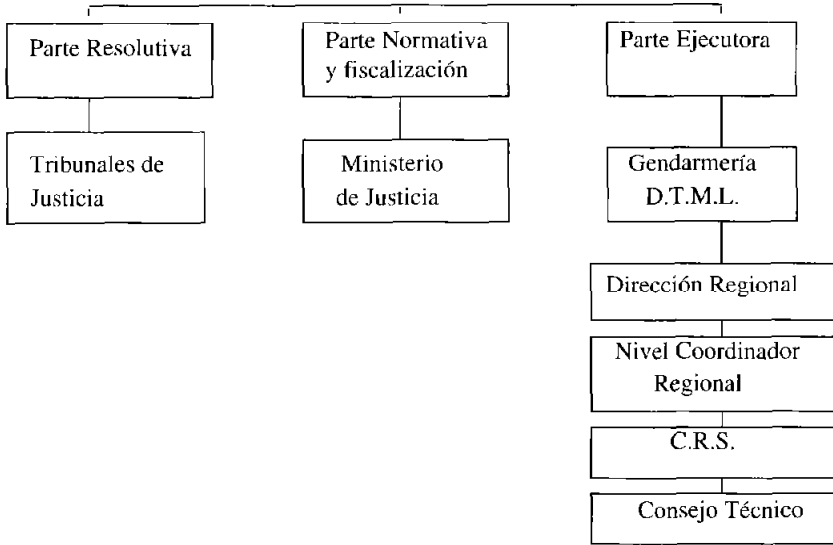 Parte Resolutiva
Tribunales de
Justicia
Parte Normativa
y fiscalización
Ministerio
de Justicia
Parte Ejecutora
Gendarmería
D.T.M.L.
Dirección Regional
Nivel Coordinador
Regional
C.R.S.
Consejo Técnico